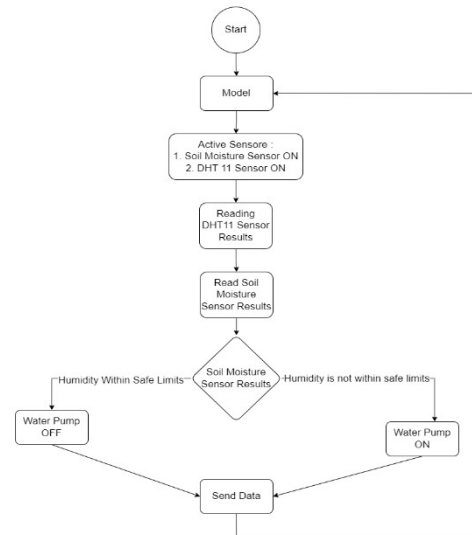 Start
Model
Active Sensore :
1. Soil Moisture Sensor ON
2. DHT 11 Sensor ON
Reading
DHT11 Sensor
Results
Read Soil
Moisture
Sensor Results
Soil Moisture
Sensor Results
Humidity Within Safe Limits
Humidity is not within safe limits
Water Pump
OFF
Water Pump
ON
Send Data